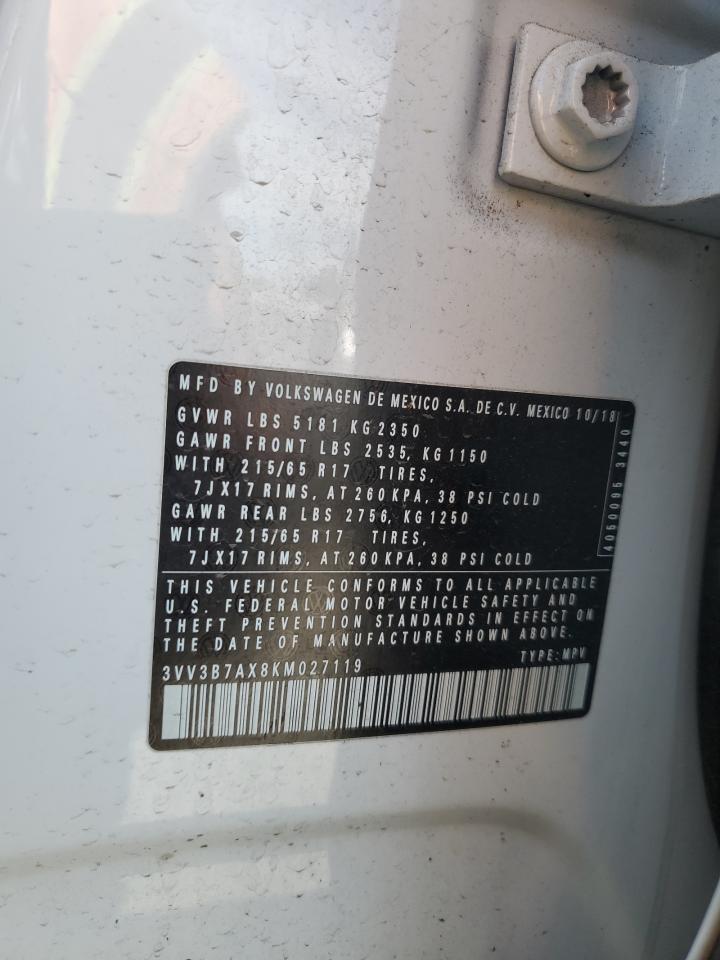 MFD BY VOLKSWAGEN DE MEXICO S.A. DE C.V. MEXICO 10/18
GVWR LBS 5181 KG 2350
GAWR FRONT LBS 2535, KG 1150
WITH 215/65 R17 TIRES,
7JX17 RIMS, AT 260 KPA, 38 PSI COLD
GAWR REAR LBS 2756, KG 1250
WITH 215/65 R17 TIRES,
7JX17 RIMS, AT 260 KPA, 38 PSI COLD
4050095 3440
THIS VEHICLE CONFORMS TO ALL APPLICABLE
U.S. FEDERAL MOTOR VEHICLE SAFETY AND
THEFT PREVENTION STANDARDS IN EFFECT ON
THE DATE OF MANUFACTURE SHOWN ABOVE.
3VV3B7AX8KM027119 TYPE: MPV